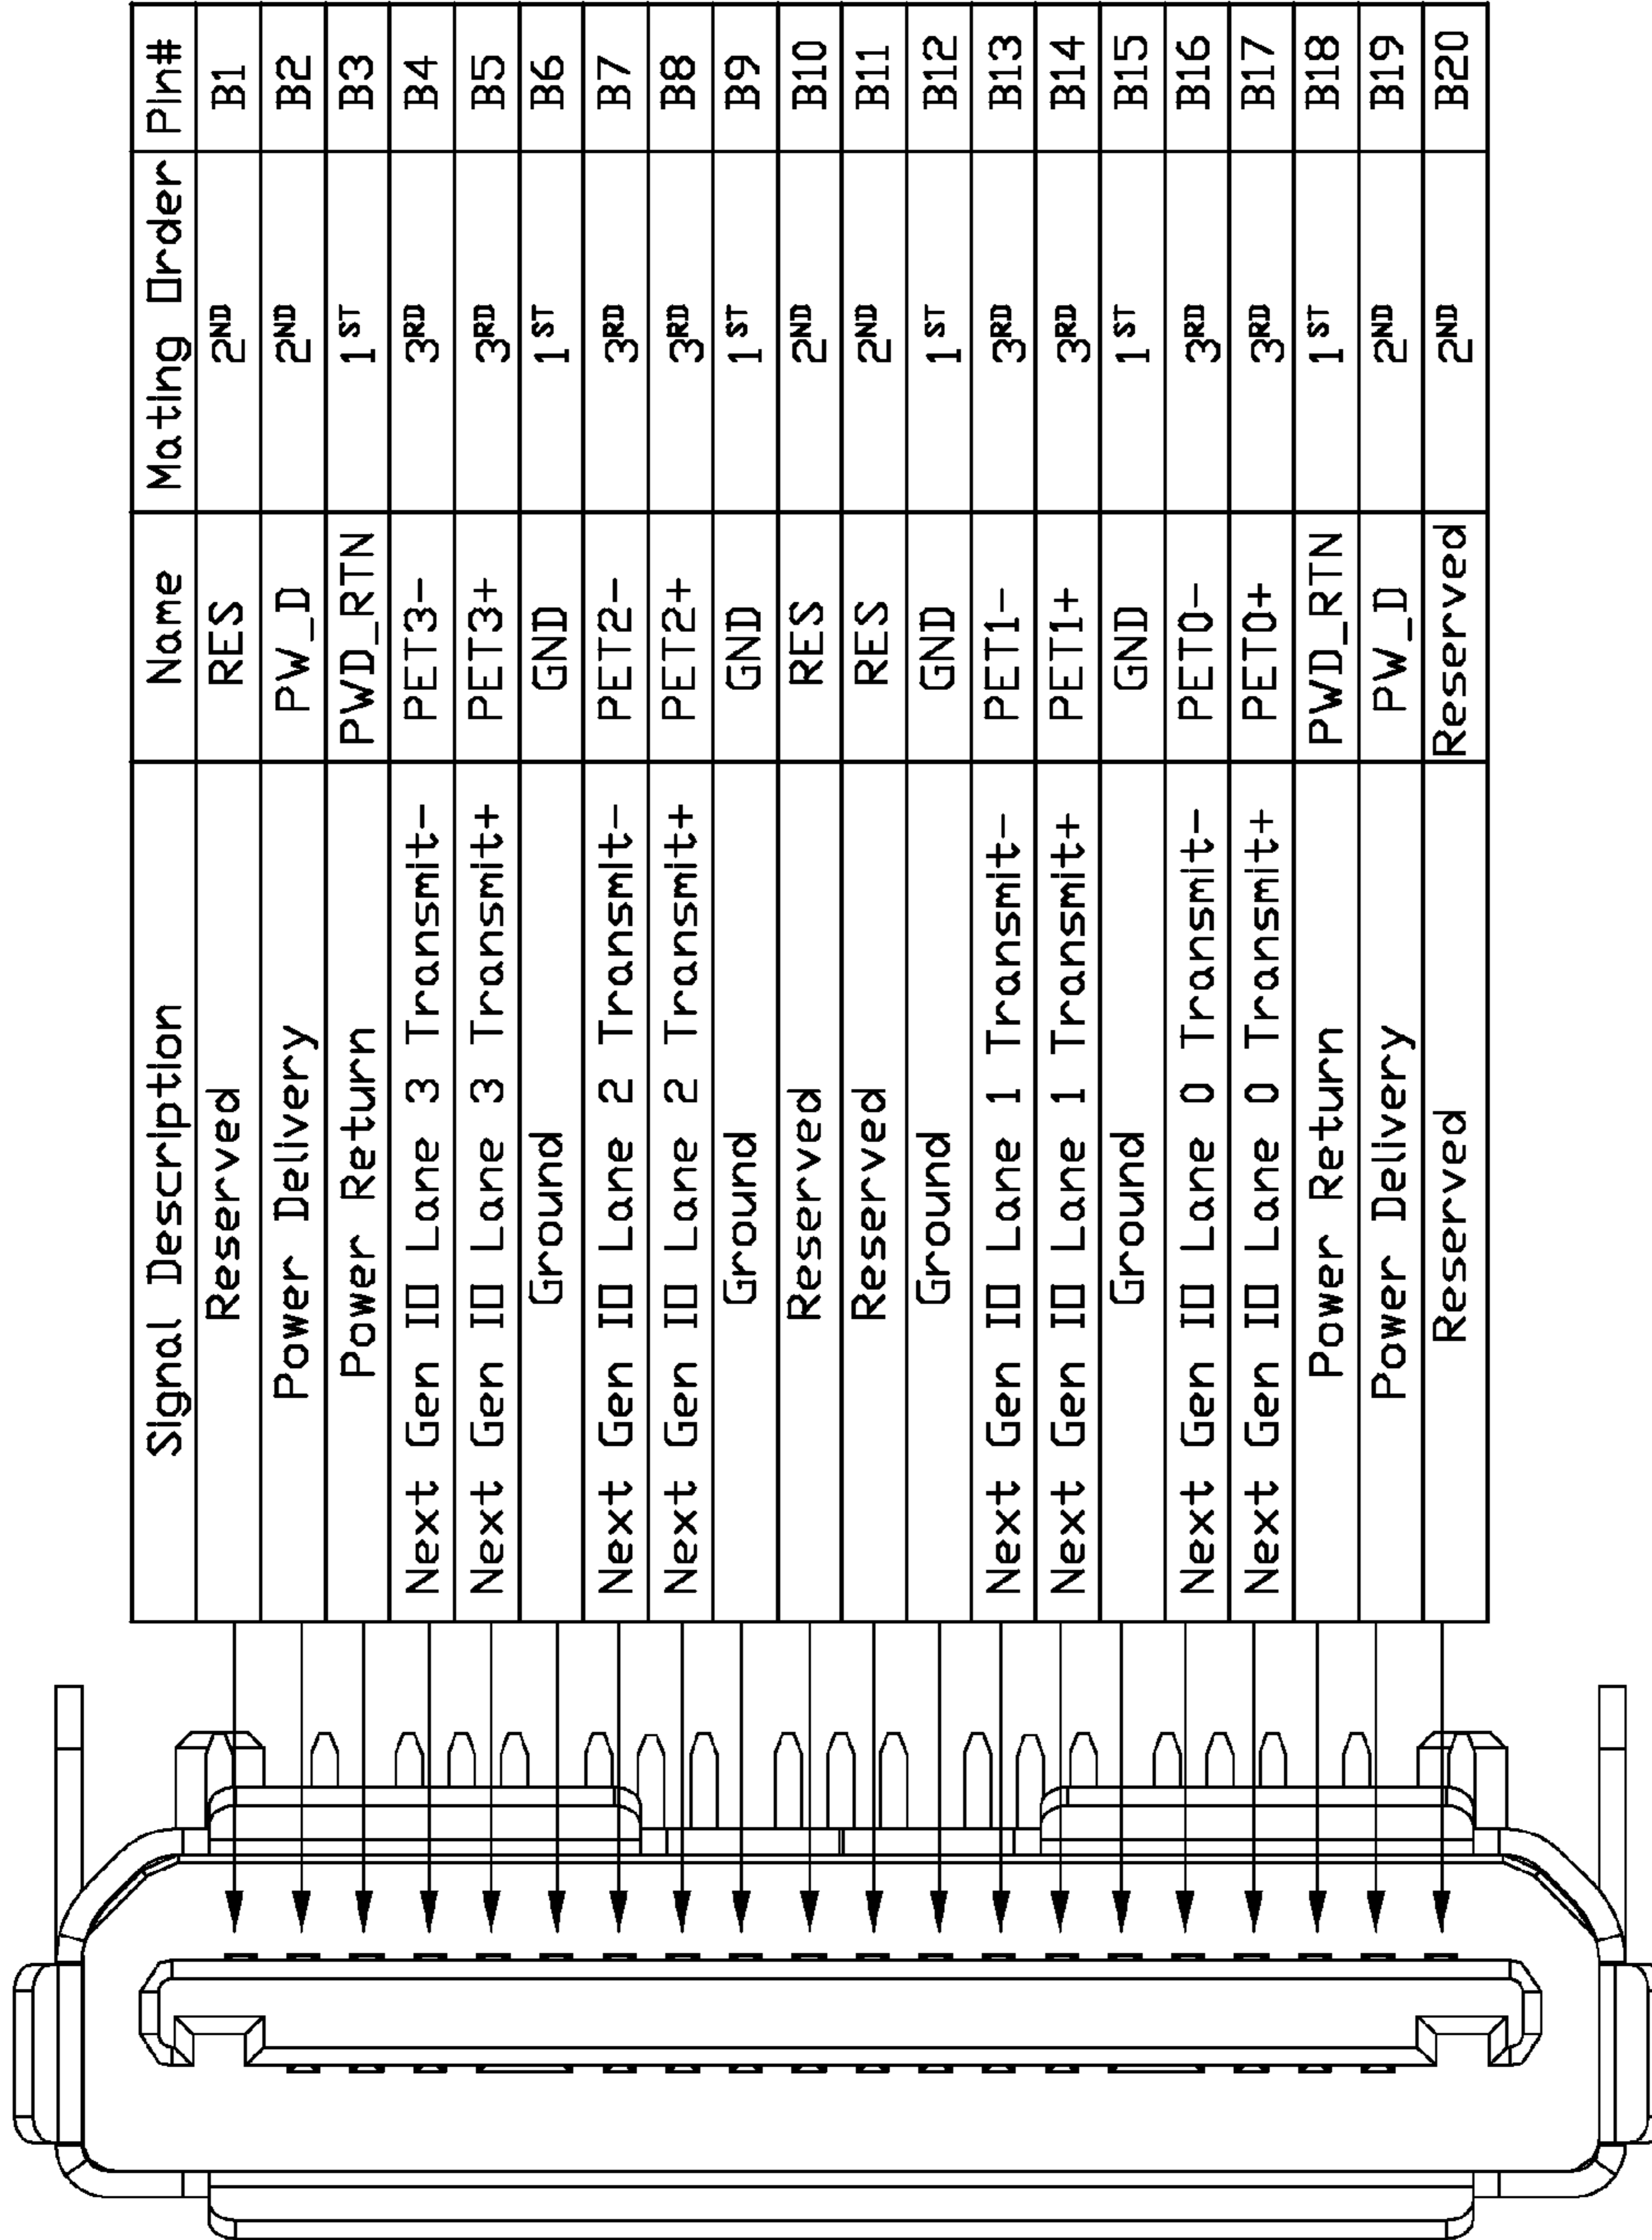 Signal Description Name Mating Order Pin#
Reserved RES 2ND B1
Power Delivery PW_D 2ND B2
Power Return PWD_RTN 1ST B3
Next Gen IO Lane 3 Transmit- PET3- 3RD B4
Next Gen IO Lane 3 Transmit+ PET3+ 3RD B5
Ground GND 1ST B6
Next Gen IO Lane 2 Transmit- PET2- 3RD B7
Next Gen IO Lane 2 Transmit+ PET2+ 3RD B8
Ground GND 1ST B9
Reserved RES 2ND B10
Reserved RES 2ND B11
Ground GND 1ST B12
Next Gen IO Lane 1 Transmit- PET1- 3RD B13
Next Gen IO Lane 1 Transmit+ PET1+ 3RD B14
Ground GND 1ST B15
Next Gen IO Lane 0 Transmit- PET0- 3RD B16
Next Gen IO Lane 0 Transmit+ PET0+ 3RD B17
Power Return PWD_RTN 1ST B18
Power Delivery PW_D 2ND B19
Reserved Reserved 2ND B20